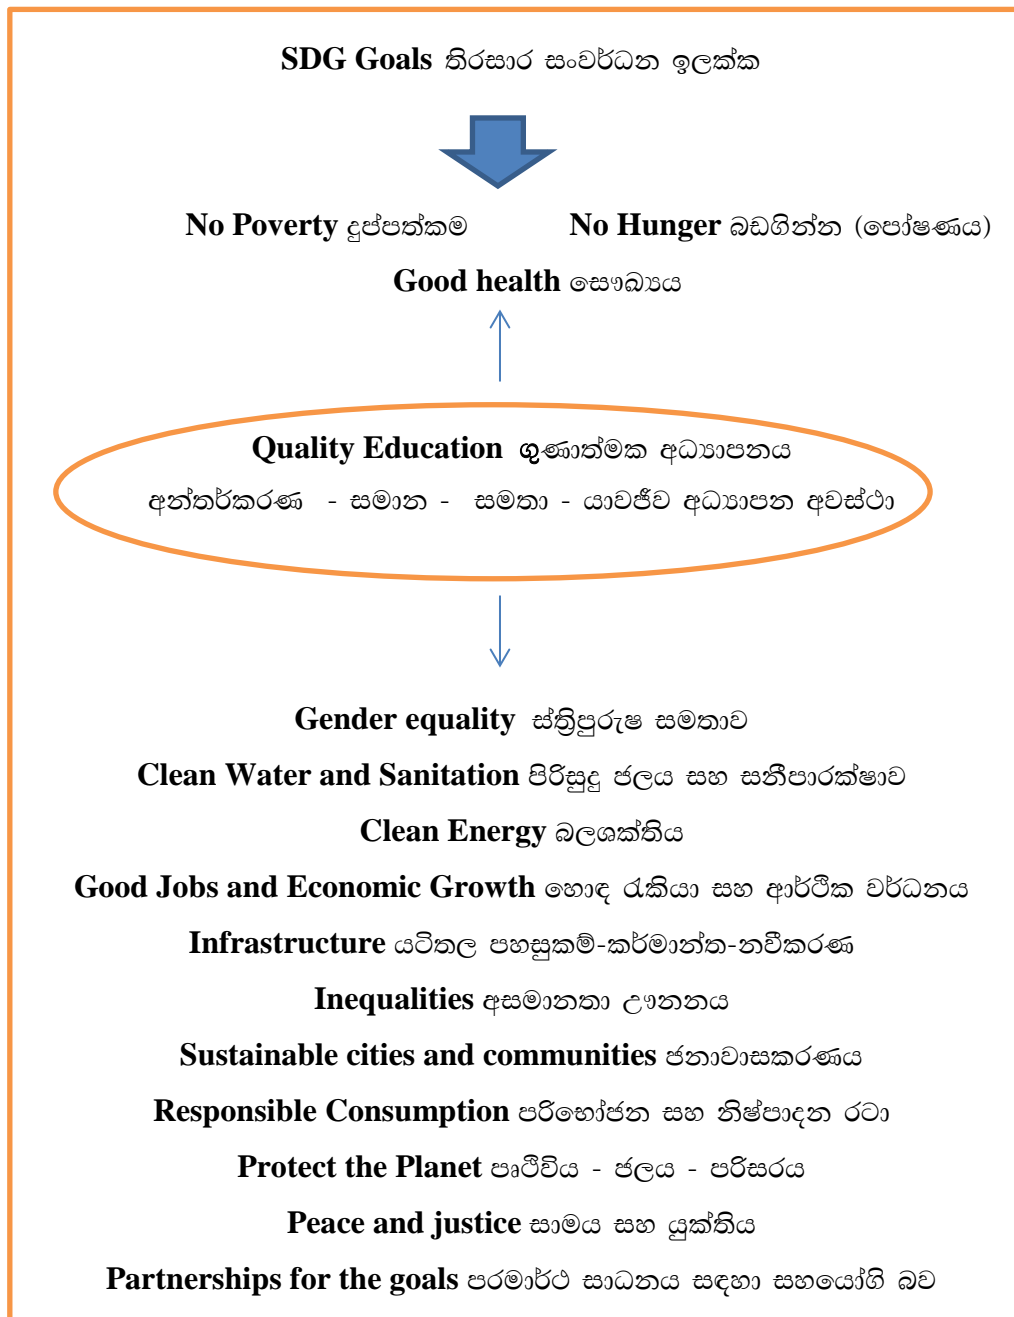 SDG Goals තිරසාර සංවර්ධන ඉලක්ක
No Poverty දුප්පත්කම No Hunger බඩගින්න (පෝෂණය)
Good health සෞඛ්‍යය
Quality Education ගුණාත්මක අධ්‍යාපනය
අන්තර්කරණ - සමාන - සමතා - යාවජීව අධ්‍යාපන අවස්ථා
Gender equality ස්ත්‍රිපුරුෂ සමතාව
Clean Water and Sanitation පිරිසුදු ජලය සහ සනීපාරක්ෂාව
Clean Energy බලශක්තිය
Good Jobs and Economic Growth හොඳ රැකියා සහ ආර්ථික වර්ධනය
Infrastructure යටිතල පහසුකම්-කර්මාන්ත-නවීකරණ
Inequalities අසමානතා ඌනනය
Sustainable cities and communities ජනාවාසකරණය
Responsible Consumption පරිභෝජන සහ නිෂ්පාදන රටා
Protect the Planet පෘථිවිය - ජලය - පරිසරය
Peace and justice සාමය සහ යුක්තිය
Partnerships for the goals පරමාර්ථ සාධනය සඳහා සහයෝගි බව